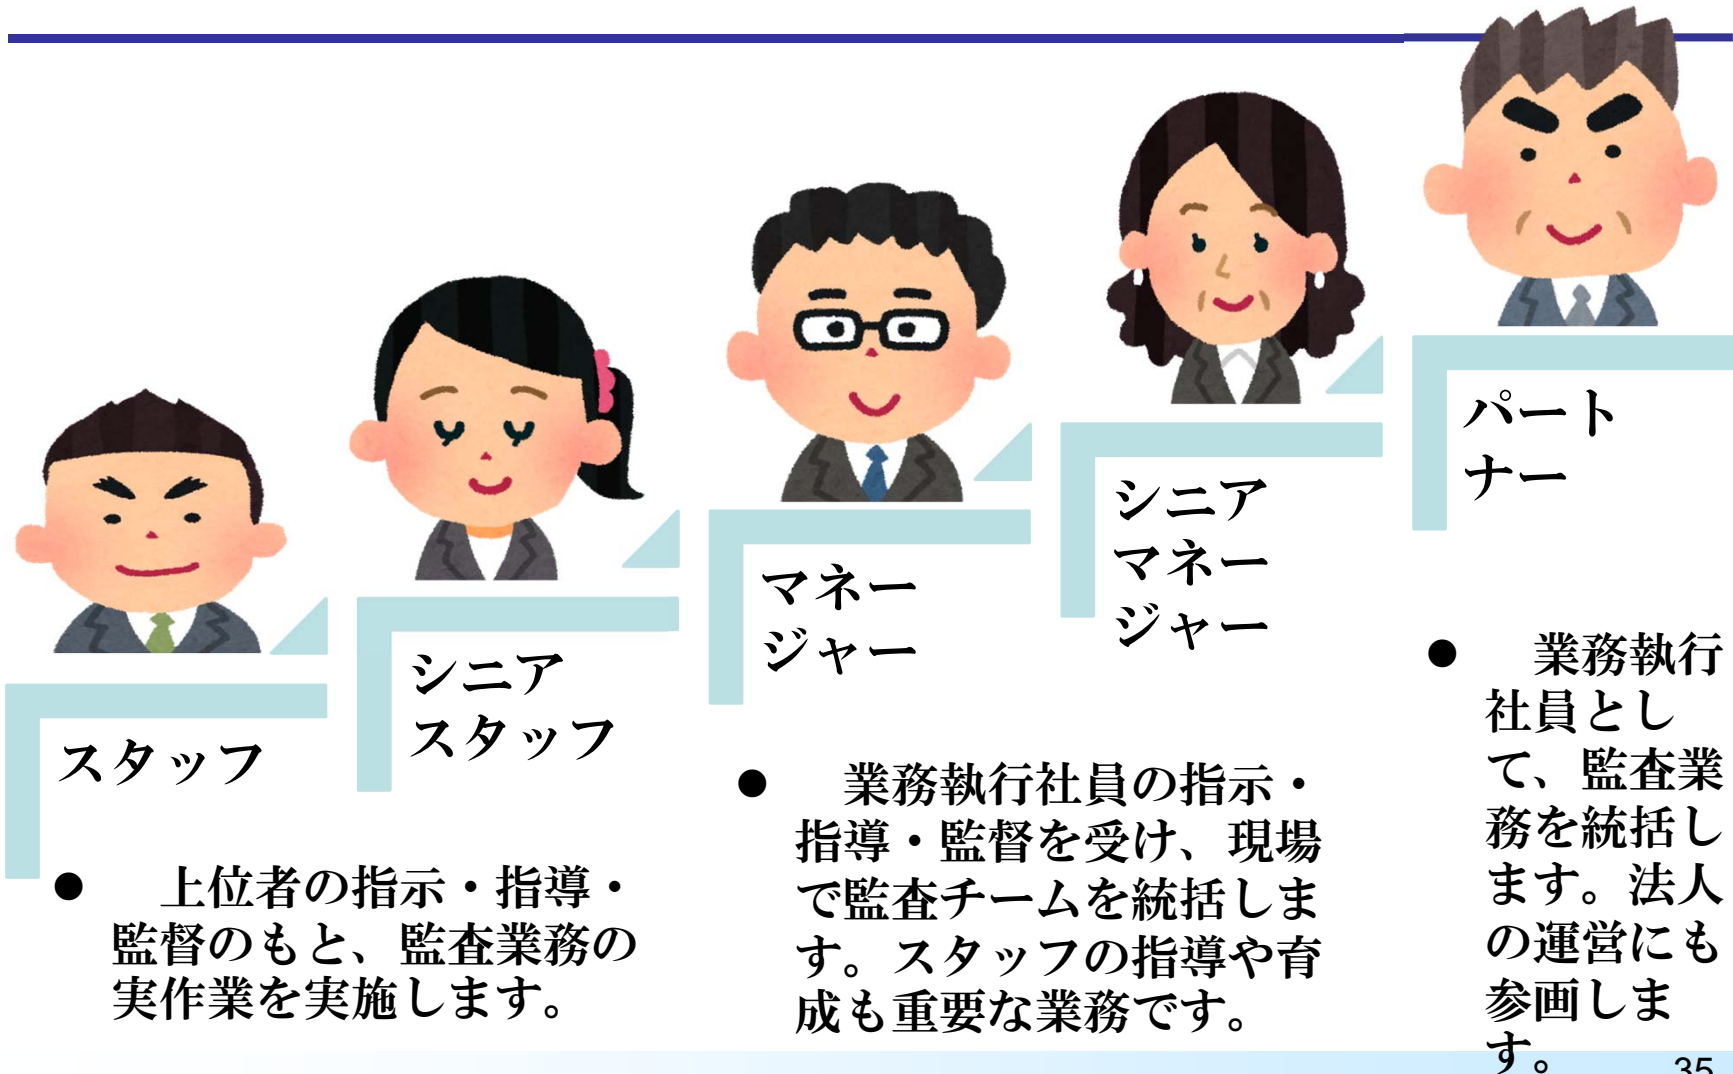 スタッフ
シニア
スタッフ
マネー
ジャー
シニア
マネー
ジャー
パート
ナー
● 上位者の指示・指導・
監督のもと、監査業務の
実作業を実施します。
● 業務執行社員の指示・
指導・監督を受け、現場
で監査チームを統括しま
す。スタッフの指導や育
成も重要な業務です。
● 業務執行
社員とし
て、監査業
務を統括し
ます。法人
の運営にも
参画しま
す。
35